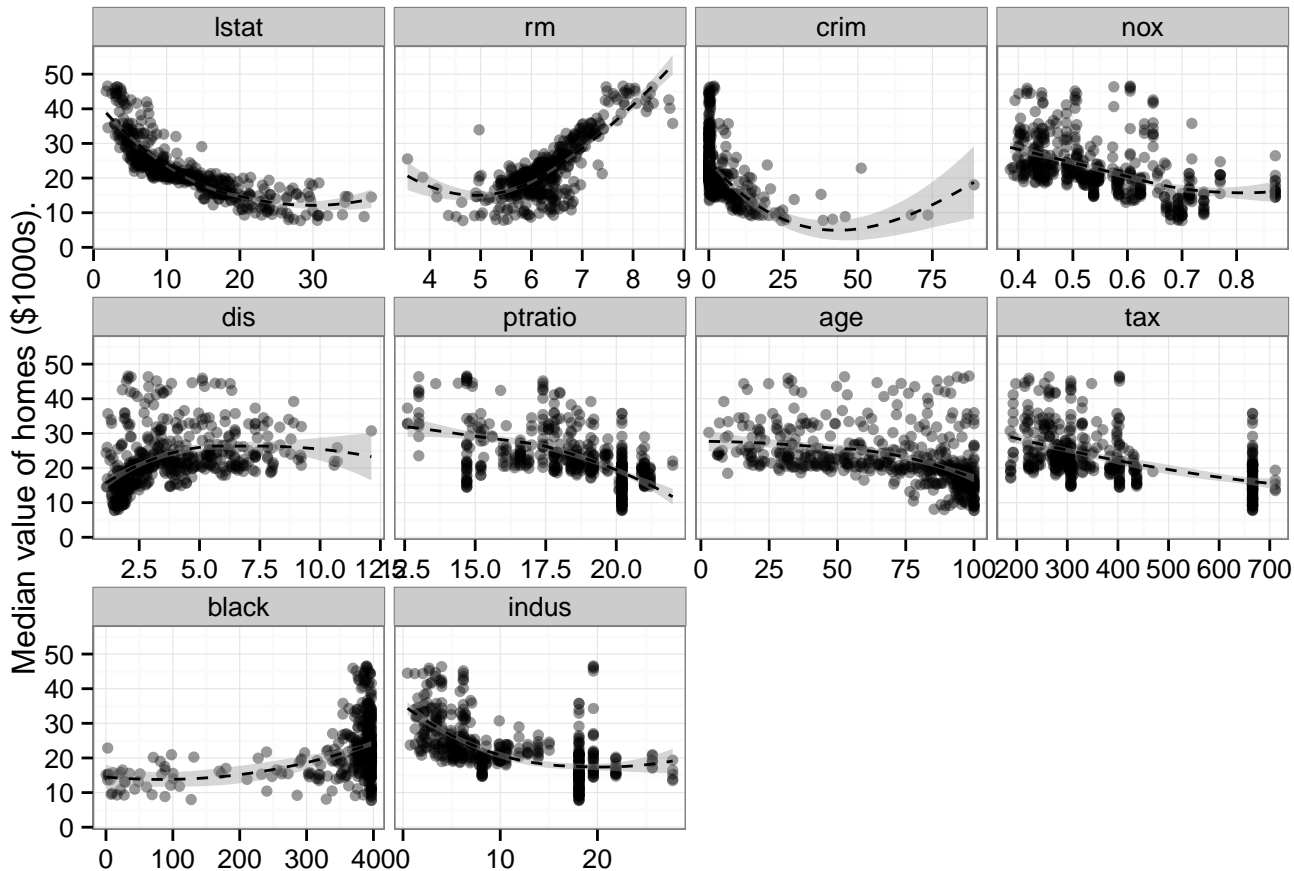 lstat rm crim nox
50
40
30
20
10
0
0 10 20 30 4 5 6 7 8 9 0 25 50 75 0.4 0.5 0.6 0.7 0.8
dis ptratio age tax
50
40
30
20
10
0
2.5 5.0 7.5 10.0 12.5 12.5 15.0 17.5 20.0 0 25 50 75 100 200 300 400 500 600 700
black indus
50
40
30
20
10
0
0 100 200 300 400 0 10 20
Median value of homes ($1000s).